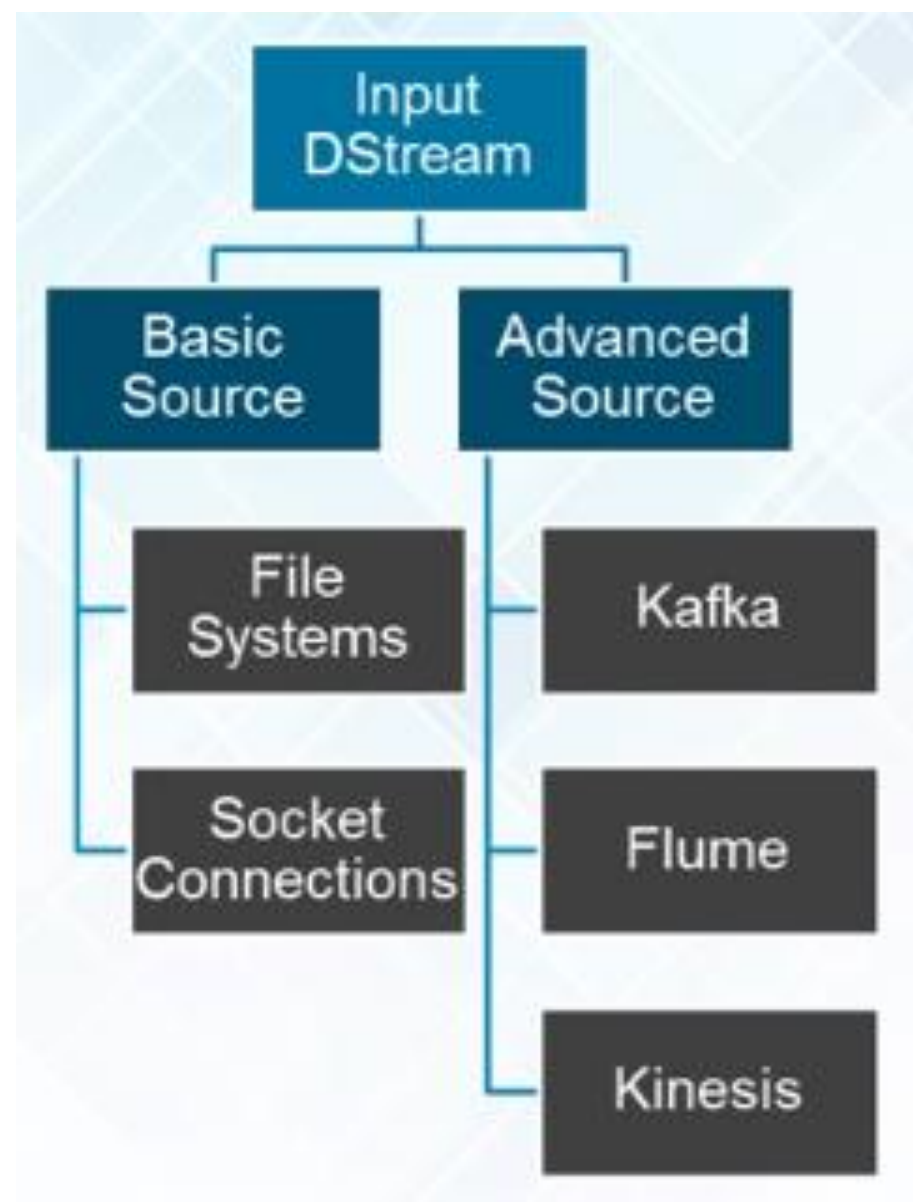 Input
DStream
Basic
Source
Advanced
Source
File
Systems
Kafka
Socket
Connections
Flume
Kinesis